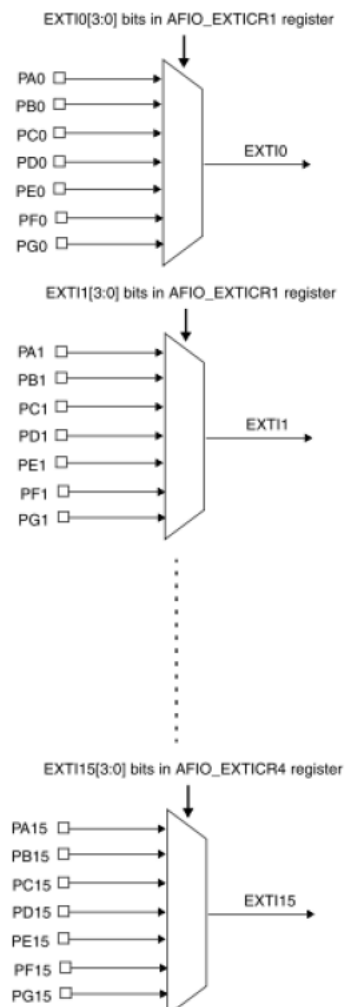 EXTI0[3:0] bits in AFIO_EXTICR1 register
PA0
PB0
PC0
PD0
EXTI0
PE0
PF0
PG0
EXTI1[3:0] bits in AFIO_EXTICR1 register
PA1
PB1
PC1
PD1
EXTI1
PE1
PF1
PG1
EXTI15[3:0] bits in AFIO_EXTICR4 register
PA15
PB15
PC15
PD15
EXTI15
PE15
PF15
PG15